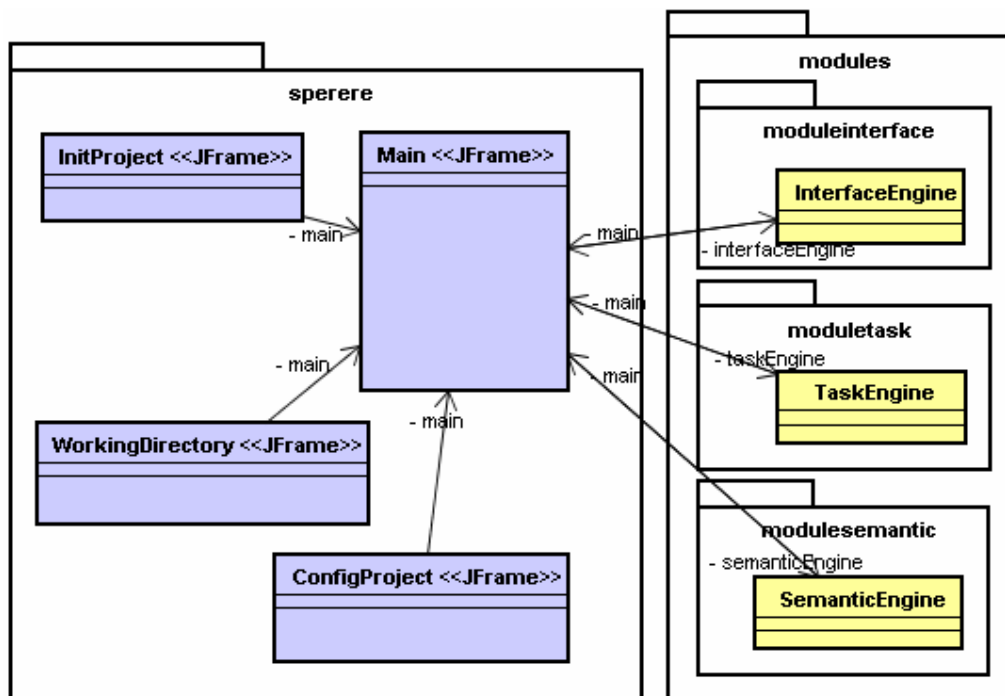 sperere
InitProject <<JFrame>>
Main <<JFrame>>
- main
- main
WorkingDirectory <<JFrame>>
- main
ConfigProject <<JFrame>>
modules
moduleinterface
InterfaceEngine
- main
- interfaceEngine
moduletask
- main
- taskEngine
TaskEngine
- main
modulesemantic
- semanticEngine
SemanticEngine